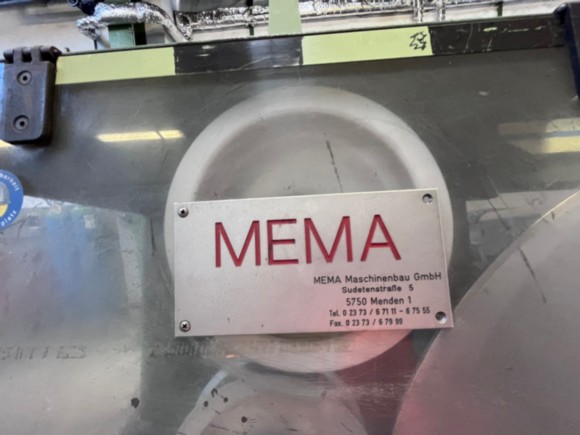 MEMA
MEMA Maschinenbau GmbH
Sudetenstraße 5
5750 Menden 1
Tel. 0 23 73 / 6 71 11 - 6 75 55
Fax. 0 23 73 / 6 79 99